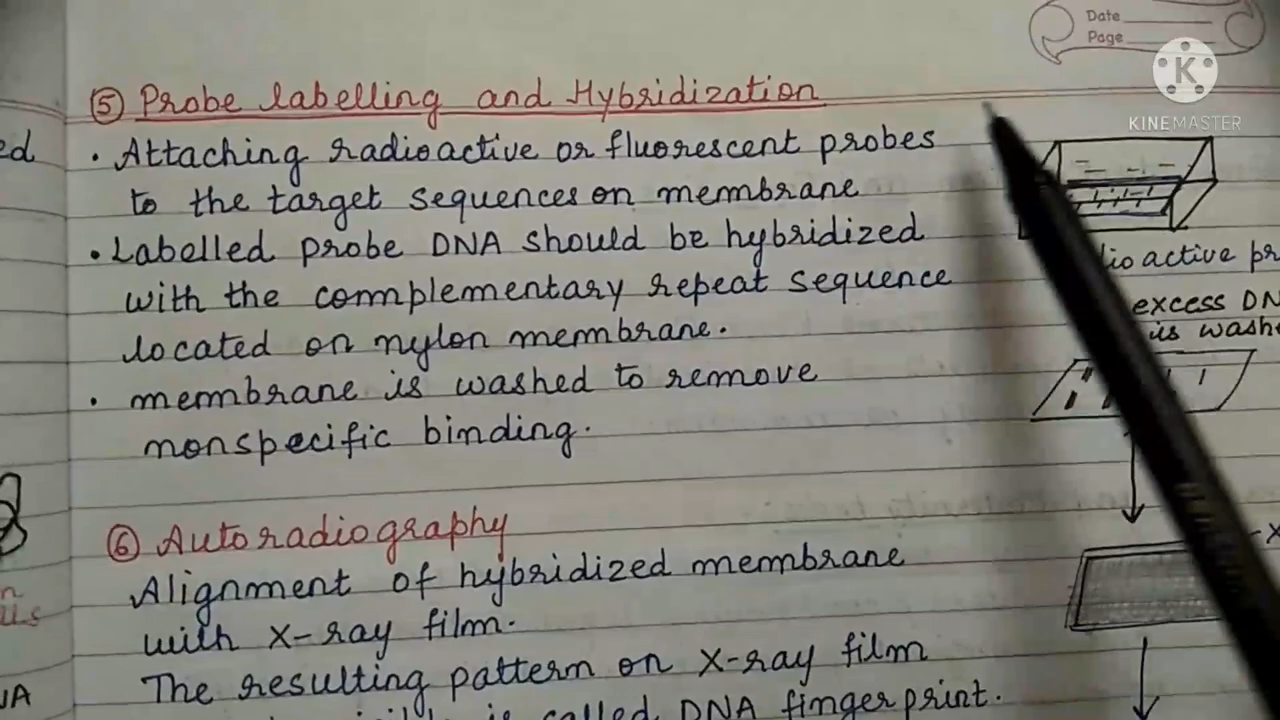 Date
Page
KINEMASTER
⑤ Probe labelling and Hybridization
• Attaching radioactive or fluorescent probes
to the target sequences on membrane
• Labelled probe DNA should be hybridized
with the complementary repeat sequence
located on nylon membrane.
• membrane is washed to remove
nonspecific binding.
⑥ Autoradiography
Alignment of hybridized membrane
with X-ray film.
The resulting pattern on X-ray film
is called DNA fingerprint.
excess
is